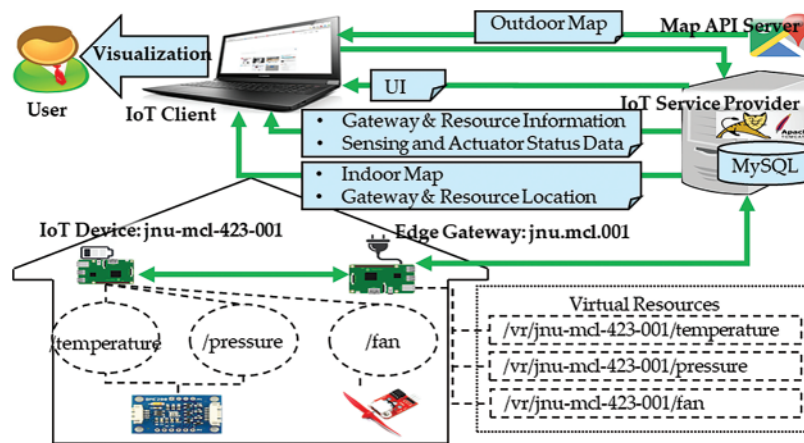 Outdoor Map
Map API Server
Visualization
User
IoT Client
UI
IoT Service Provider
• Gateway & Resource Information
• Sensing and Actuator Status Data
MySQL
• Indoor Map
• Gateway & Resource Location
IoT Device: jnu-mcl-423-001
Edge Gateway: jnu.mcl.001
/temperature
/pressure
/fan
Virtual Resources
/vr/jnu-mcl-423-001/temperature
/vr/jnu-mcl-423-001/pressure
/vr/jnu-mcl-423-001/fan